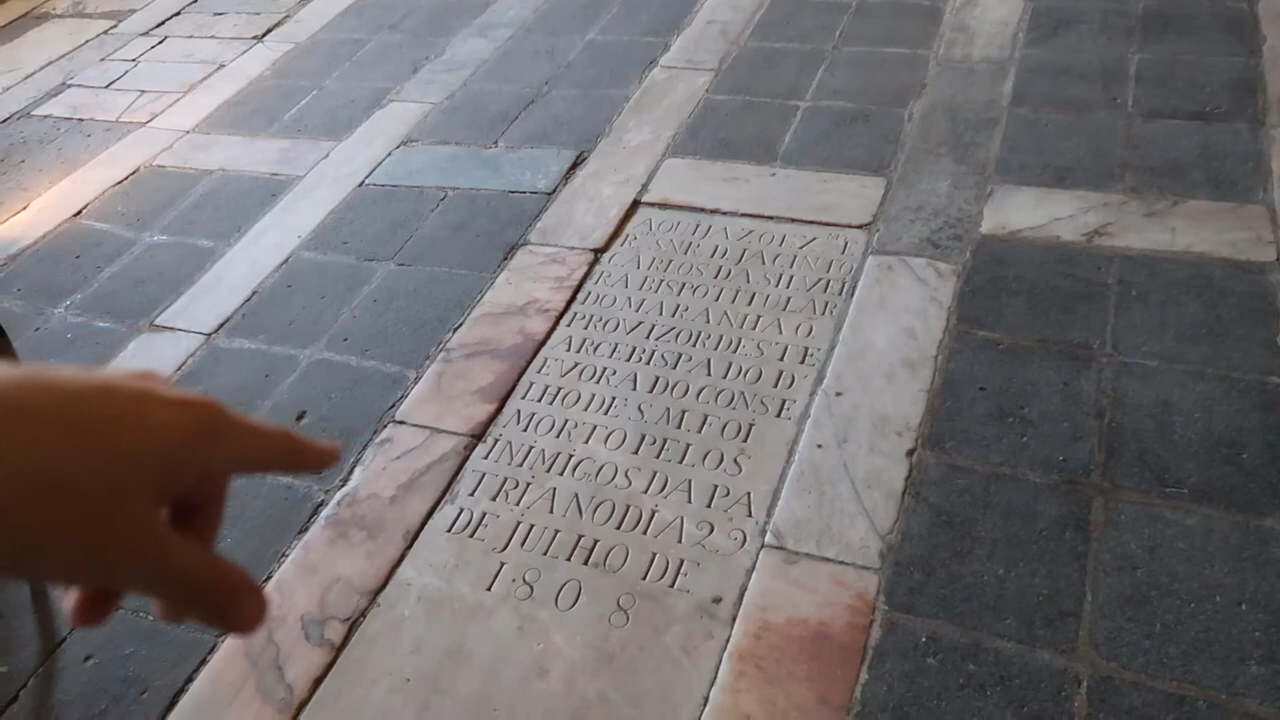 AQUI JAZ O EX.MO E
R.MO SNR. D. JACINTO
CARLOS DA SILVEI
RA BISPO TITULAR
DO MARANHAO
PROVIZOR DESTE
ARCEBISPADO D'
EVORA DO CONSE
LHO DE S. M. FOI
MORTO PELOS
INIMIGOS DA PA
TRIA NO DIA 29
DE JULHO DE
1808